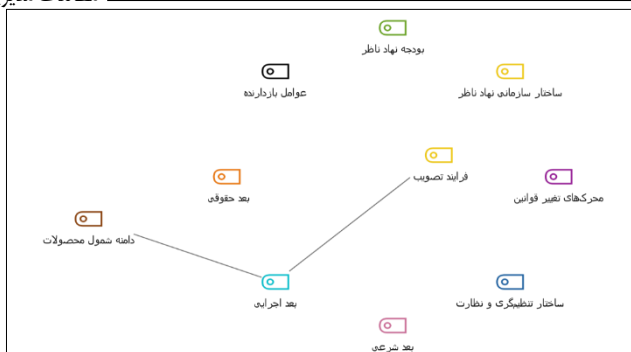 بودجه نهاد ناظر
عوامل بازدارنده
ساختار سازمانی نهاد ناظر
فرایند تصویب
محرک‌های تغییر قوانین
بعد حقوقی
دامنه شمول محصولات
بعد اجرایی
ساختار تنظیم‌گری و نظارت
بعد شرعی